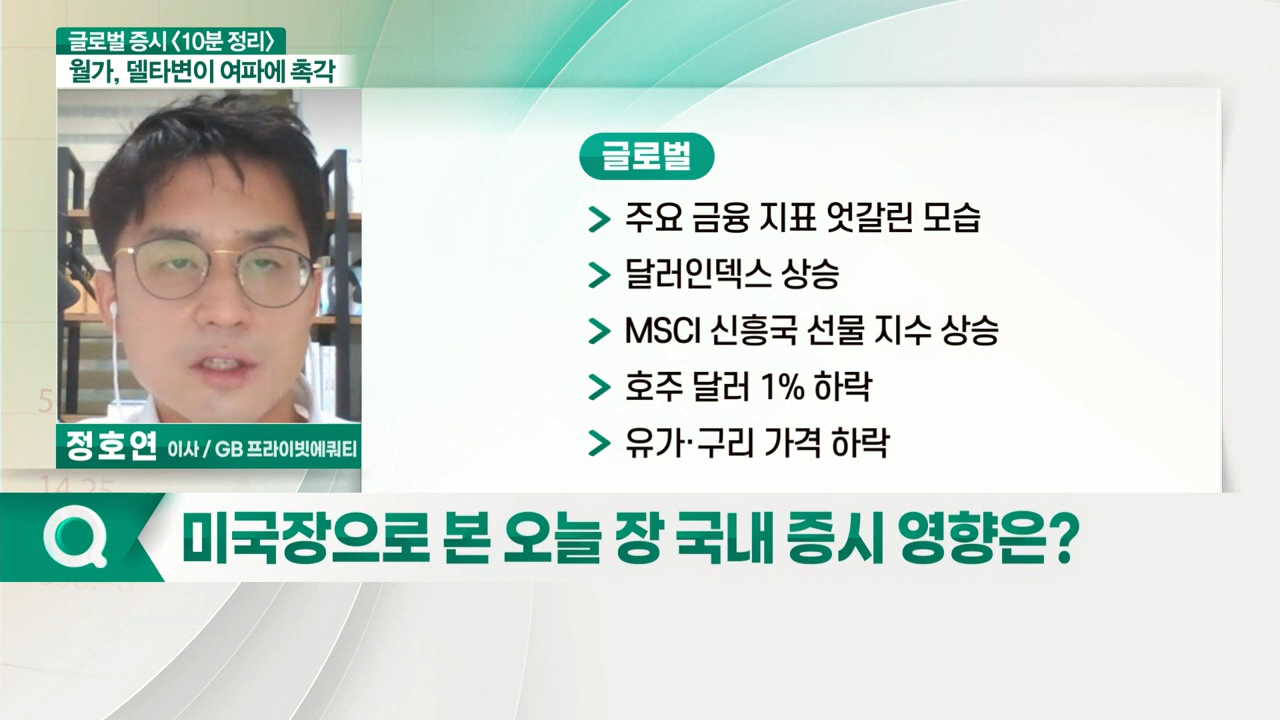 글로벌 증시 <10분 정리>
월가, 델타변이 여파에 촉각
글로벌
주요 금융 지표 엇갈린 모습
달러인덱스 상승
MSCI 신흥국 선물 지수 상승
호주 달러 1% 하락
유가·구리 가격 하락
정호연 이사 / GB 프라이빗에쿼티
Q 미국장으로 본 오늘 장 국내 증시 영향은?